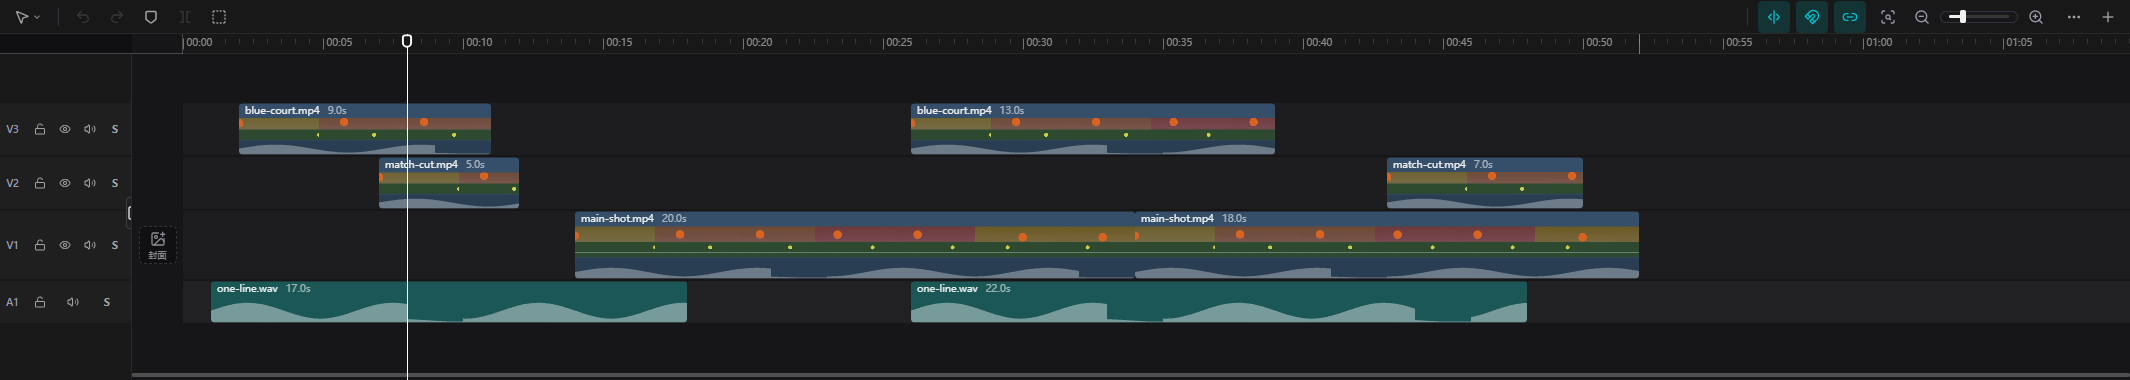 00:00 00:05 00:10 00:15 00:20 00:25 00:30 00:35 00:40 00:45 00:50 00:55 01:00 01:05
V3 S blue-court.mp4 9.0s blue-court.mp4 13.0s
V2 S match-cut.mp4 5.0s match-cut.mp4 7.0s
V1 S 封面 main-shot.mp4 20.0s main-shot.mp4 18.0s
A1 S one-line.wav 17.0s one-line.wav 22.0s